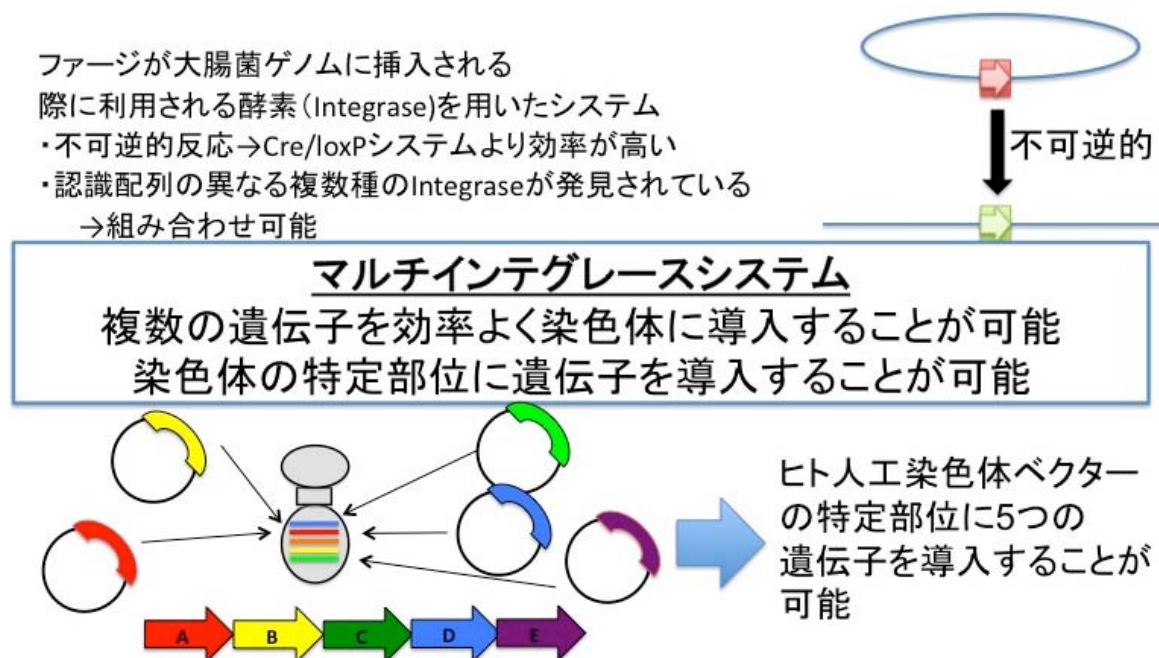 ファージが大腸菌ゲノムに挿入される
際に利用される酵素（Integrase)を用いたシステム
・不可逆的反応→Cre/loxPシステムより効率が高い
・認識配列の異なる複数種のIntegraseが発見されている
→組み合わせ可能
不可逆的
マルチインテグレースシステム
複数の遺伝子を効率よく染色体に導入することが可能
染色体の特定部位に遺伝子を導入することが可能
ヒト人工染色体ベクター
の特定部位に5つの
遺伝子を導入することが
可能
A B C D E